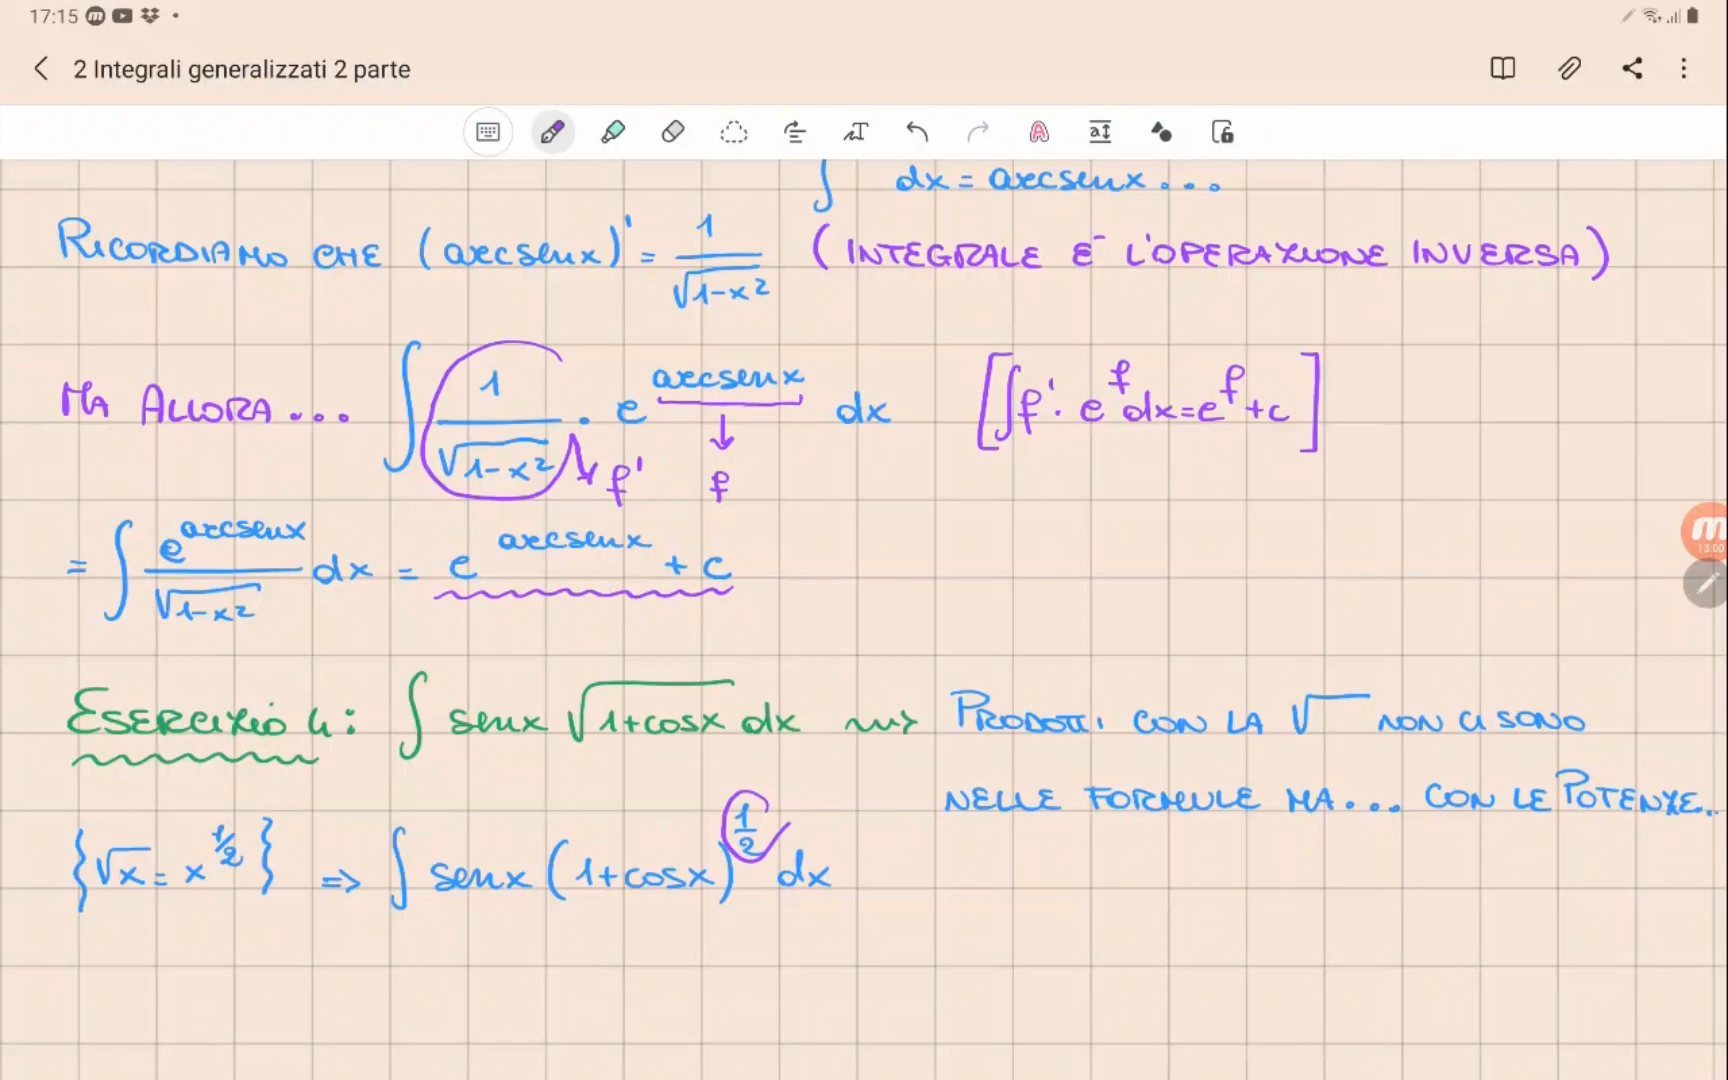 17:15
2 Integrali generalizzati 2 parte
∫ dx = arcsenx...
RICORDIAMO CHE (arcsenx)' = 1/√1-x² (INTEGRALE È L'OPERAZIONE INVERSA)
MA ALLORA... ∫ 1/√1-x² · e^arcsenx dx [∫f'· e^f dx = e^f + c]
f' f
= ∫ e^arcsenx/√1-x² dx = e^arcsenx + c
ESERCIZIO 4: ∫ senx √1+cosx dx ⇝ PRODOTTI CON LA √ NON CI SONO
NELLE FORMULE MA... CON LE POTENZE..
{√x = x^1/2} => ∫ senx (1+cosx)^1/2 dx
13:00